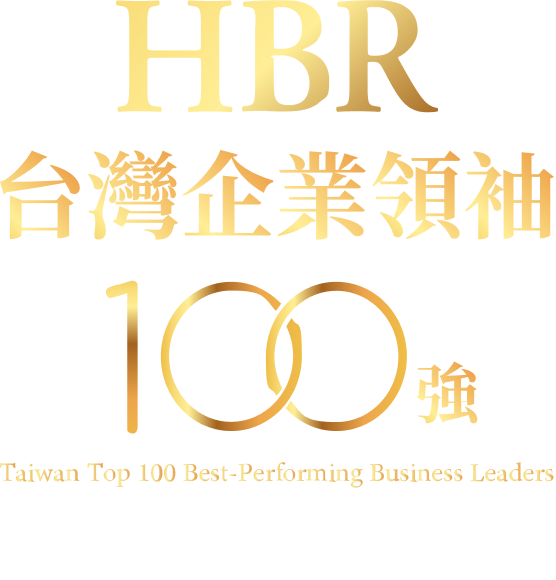 HBR
台灣企業領袖
100強
Taiwan Top 100 Best-Performing Business Leaders